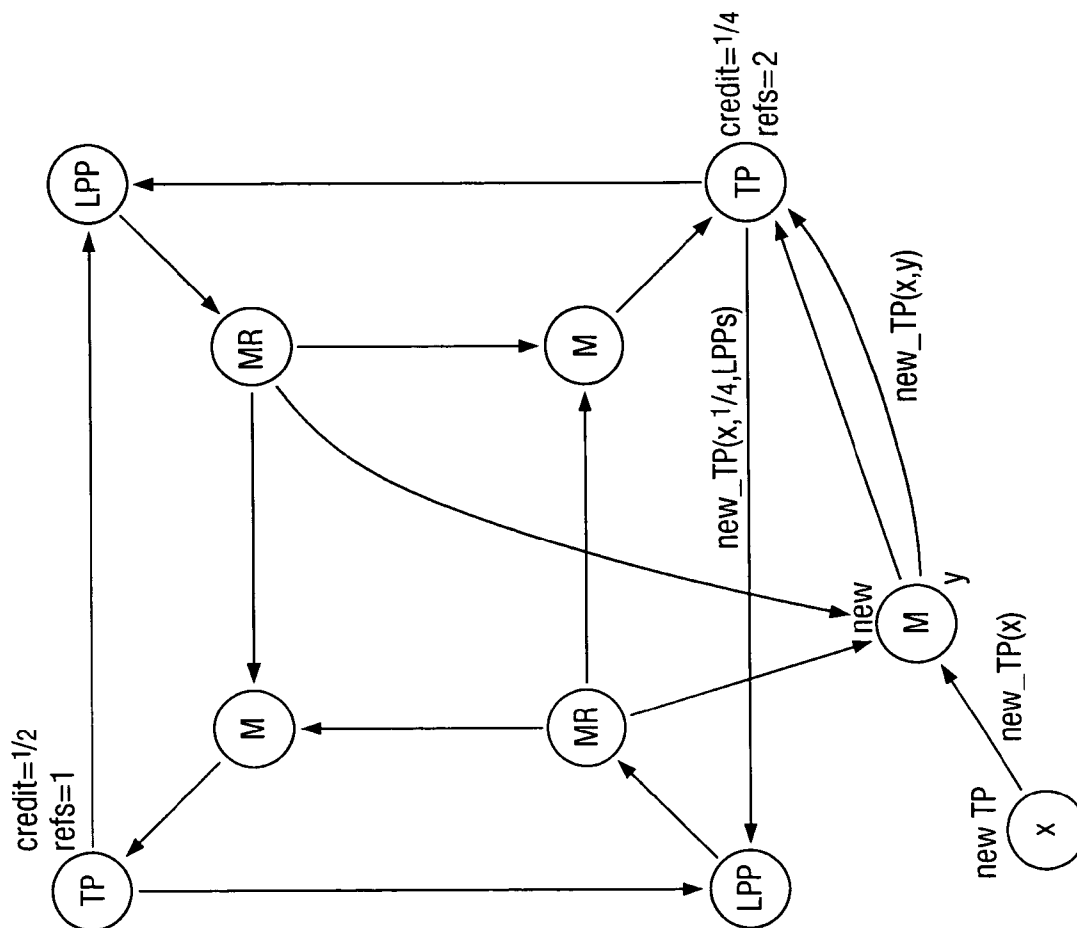 credit=1/2
refs=1
TP
LPP
M
MR
MR
M
new_TP(x,1/4,LPPs)
LPP
TP
credit=1/4
refs=2
new
M
y
new_TP(x,y)
new TP
x
new_TP(x)